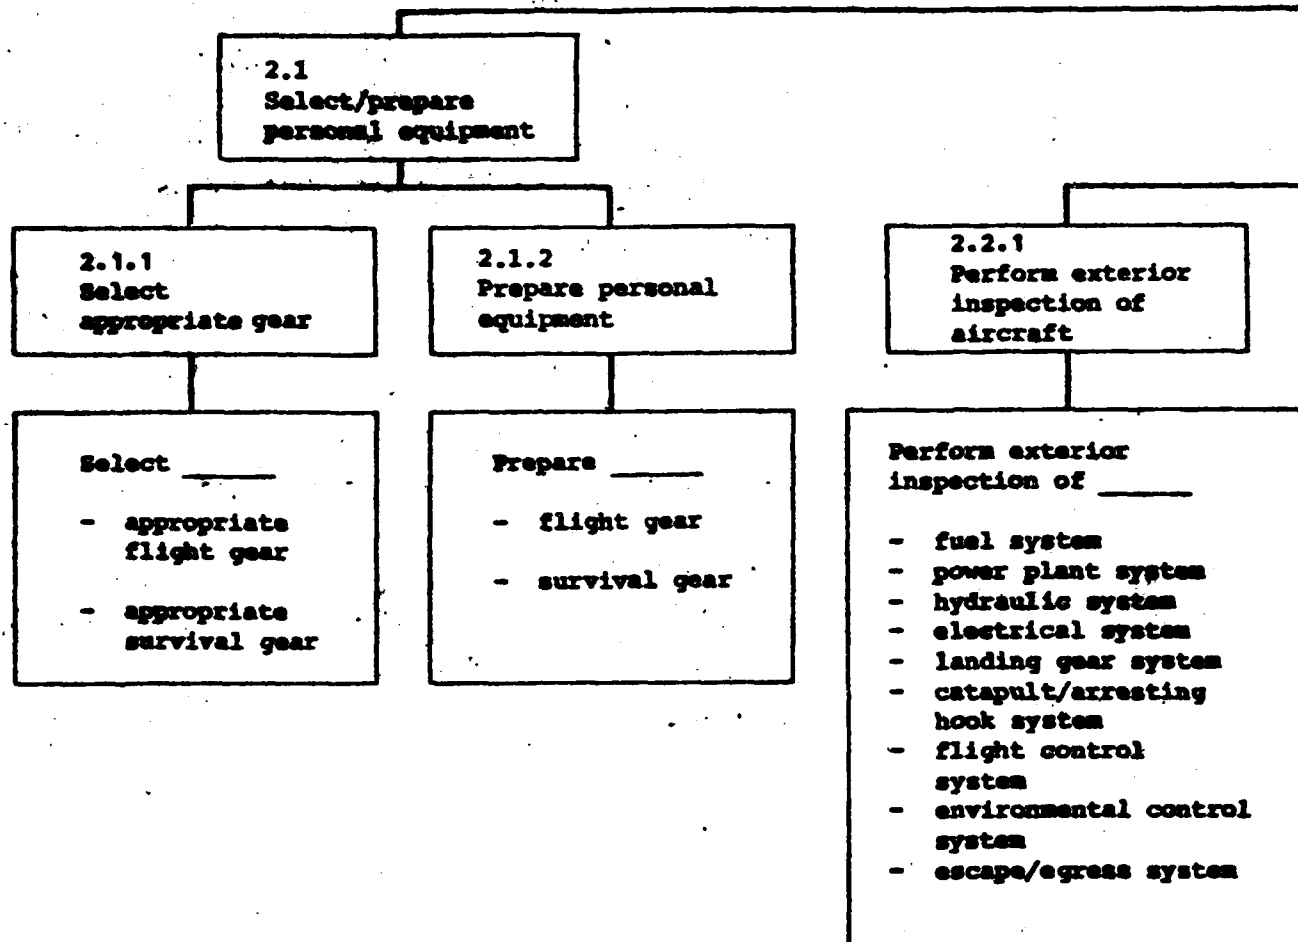 2.1
Select/prepare
personal equipment
2.1.1
Select
appropriate gear
2.1.2
Prepare personal
equipment
2.2.1
Perform exterior
inspection of
aircraft
Select ______
- appropriate
flight gear
- appropriate
survival gear
Prepare ______
- flight gear
- survival gear
Perform exterior
inspection of ______
- fuel system
- power plant system
- hydraulic system
- electrical system
- landing gear system
- catapult/arresting
hook system
- flight control
system
- environmental control
system
- escape/egress system